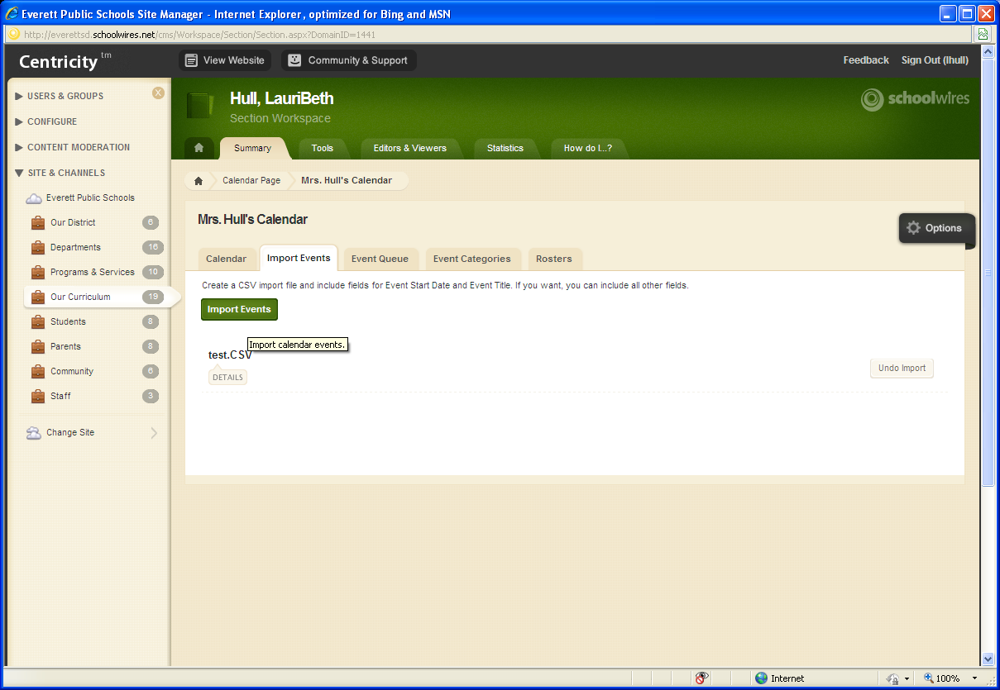 Everett Public Schools Site Manager - Internet Explorer, optimized for Bing and MSN
http://everettsd.schoolwires.net/cms/Workspace/Section/Section.aspx?DomainID=1441
Centricity tm
View Website
Community & Support
Feedback
Sign Out (lhull)
USERS & GROUPS
CONFIGURE
CONTENT MODERATION
SITE & CHANNELS
Everett Public Schools
Our District 6
Departments 16
Programs & Services 10
Our Curriculum 19
Students 8
Parents 8
Community 6
Staff 3
Change Site
Hull, LauriBeth
Section Workspace
schoolwires
Summary
Tools
Editors & Viewers
Statistics
How do I...?
Calendar Page
Mrs. Hull's Calendar
Mrs. Hull's Calendar
Options
Calendar
Import Events
Event Queue
Event Categories
Rosters
Create a CSV import file and include fields for Event Start Date and Event Title. If you want, you can include all other fields.
Import Events
Import calendar events.
test.CSV
DETAILS
Undo Import
Internet
100%